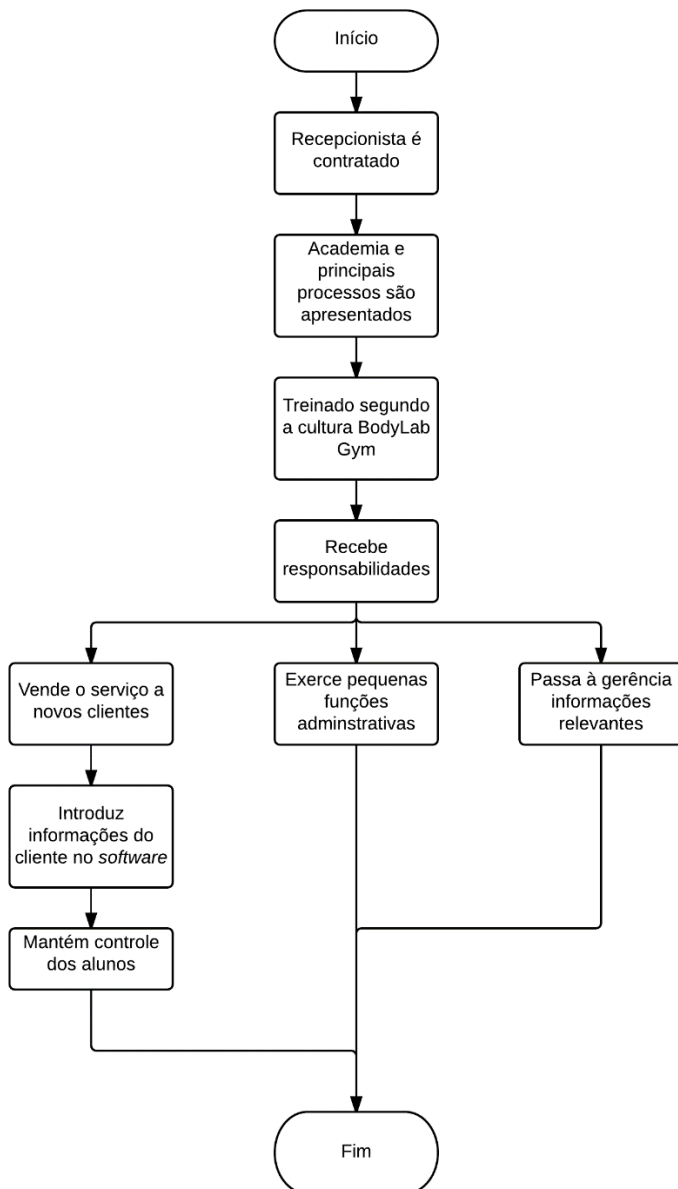 Início
Recepcionista é
contratado
Academia e
principais
processos são
apresentados
Treinado segundo
a cultura BodyLab
Gym
Recebe
responsabilidades
Vende o serviço a
novos clientes
Exerce pequenas
funções
adminstrativas
Passa à gerência
informações
relevantes
Introduz
informações do
cliente no software
Mantém controle
dos alunos
Fim